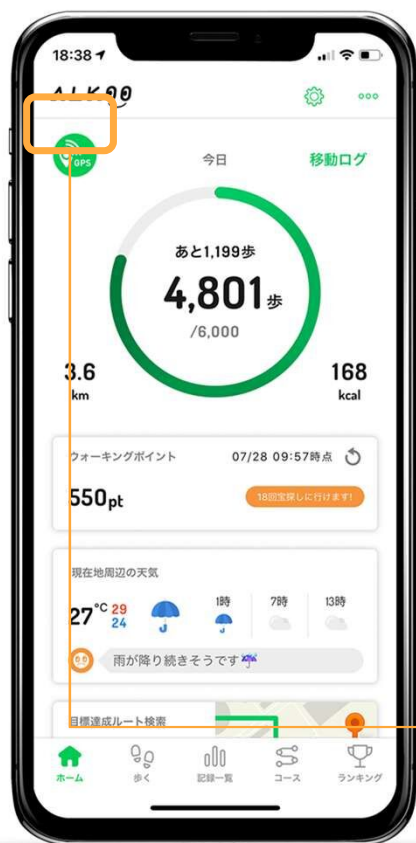 18:38
ALKOO
GPS
今日
移動ログ
あと1,199歩
4,801歩
/6,000
3.6
km
168
kcal
ウォーキングポイント
07/28 09:57時点
550pt
18回宝探しに行けます!
現在地周辺の天気
27°C
29
24
1時
7時
13時
雨が降り続きそうです
目標達成ルート検索
ホーム
歩く
記録一覧
コース
ランキング